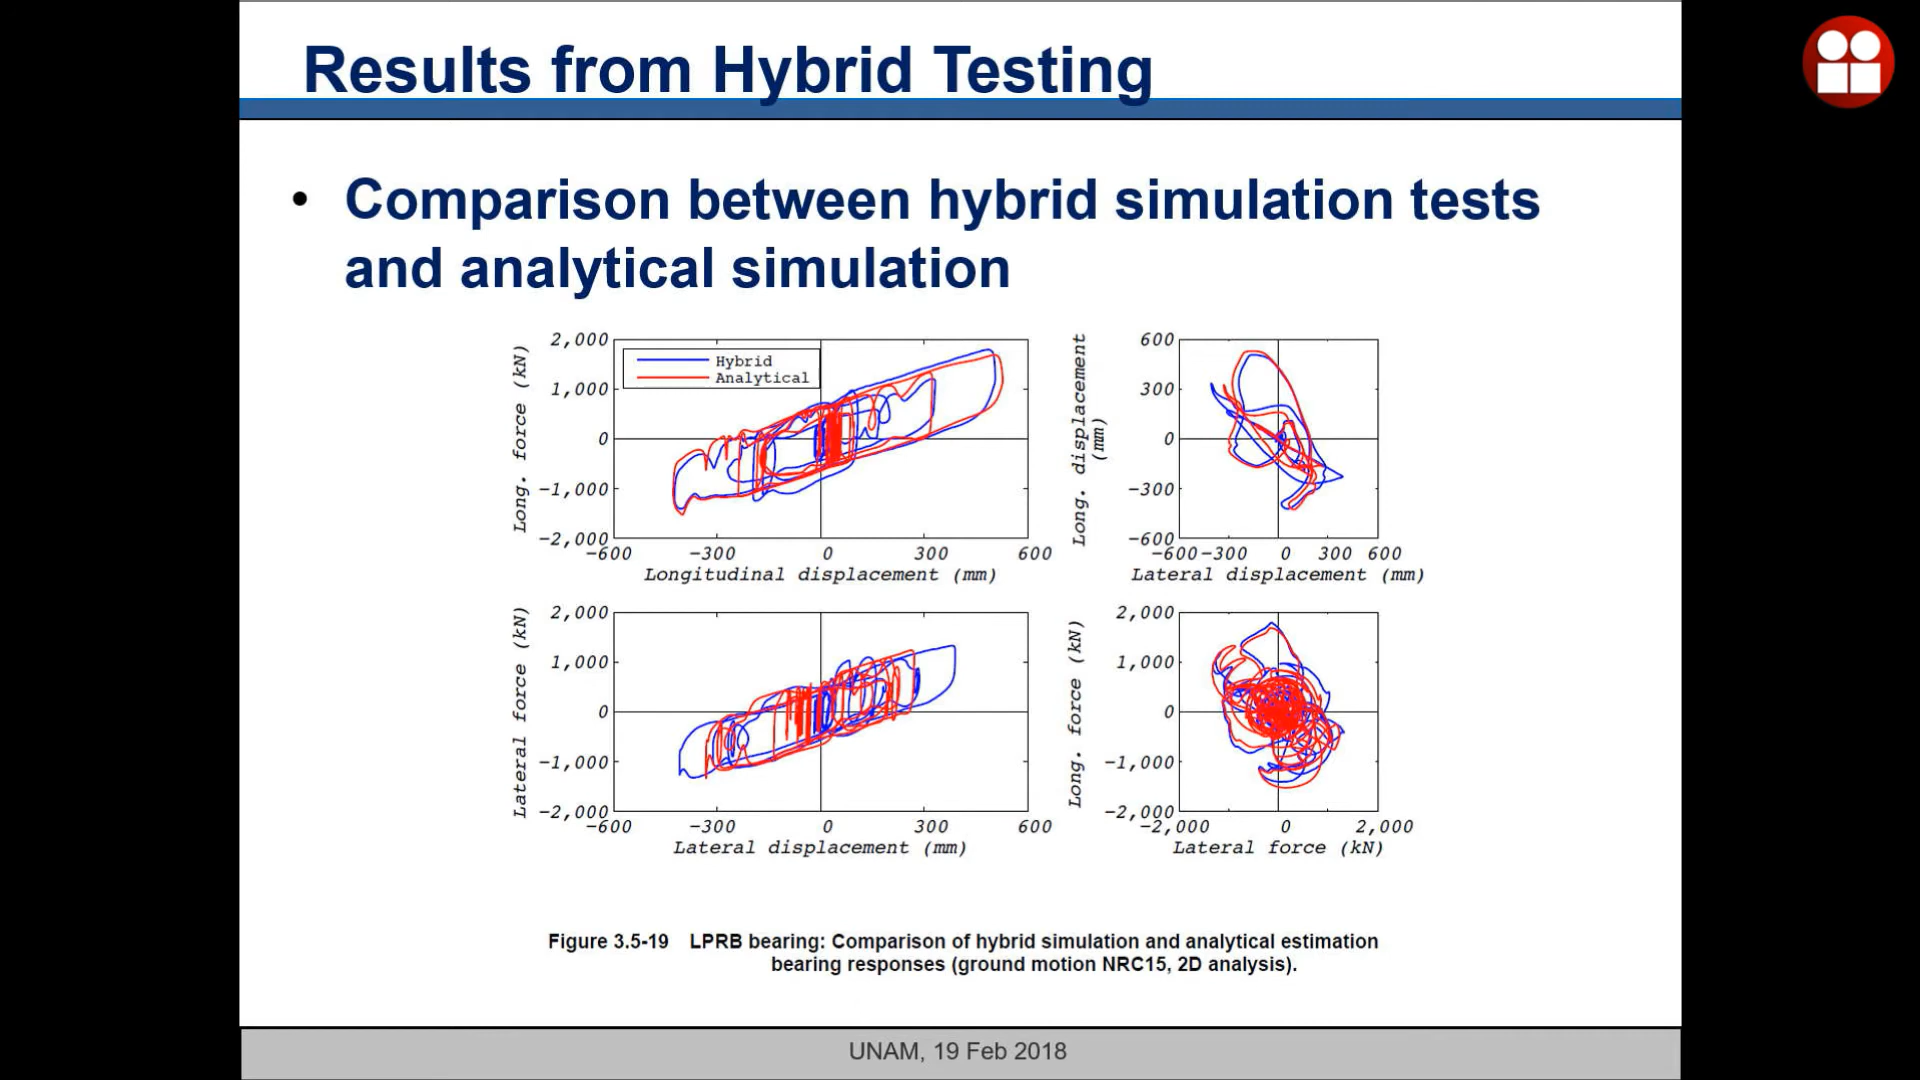 Results from Hybrid Testing
• Comparison between hybrid simulation tests
and analytical simulation
Long. force (kN)
2,000
1,000
0
−1,000
−2,000
Hybrid
Analytical
−600 −300 0 300 600
Longitudinal displacement (mm)
Long. displacement
(mm)
600
300
0
−300
−600
−600 −300 0 300 600
Lateral displacement (mm)
Lateral force (kN)
2,000
1,000
0
−1,000
−2,000
−600 −300 0 300 600
Lateral displacement (mm)
Long. force (kN)
2,000
1,000
0
−1,000
−2,000
−2,000 0 2,000
Lateral force (kN)
Figure 3.5-19 LPRB bearing: Comparison of hybrid simulation and analytical estimation
bearing responses (ground motion NRC15, 2D analysis).
UNAM, 19 Feb 2018